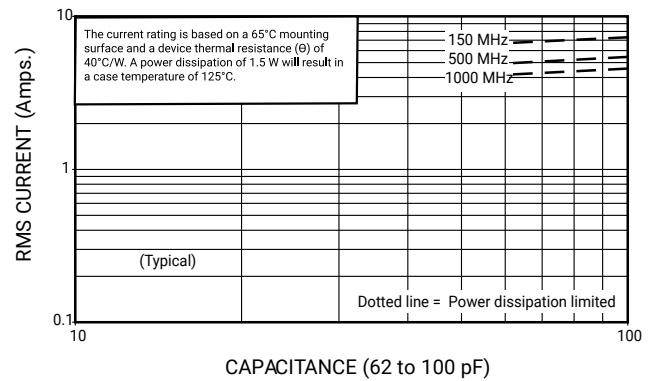 10
The current rating is based on a 65°C mounting
surface and a device thermal resistance (θ) of
40°C/W. A power dissipation of 1.5 W will result in
a case temperature of 125°C.
150 MHz
500 MHz
1000 MHz
RMS CURRENT (Amps.)
1
(Typical)
Dotted line = Power dissipation limited
0.1
10
100
CAPACITANCE (62 to 100 pF)